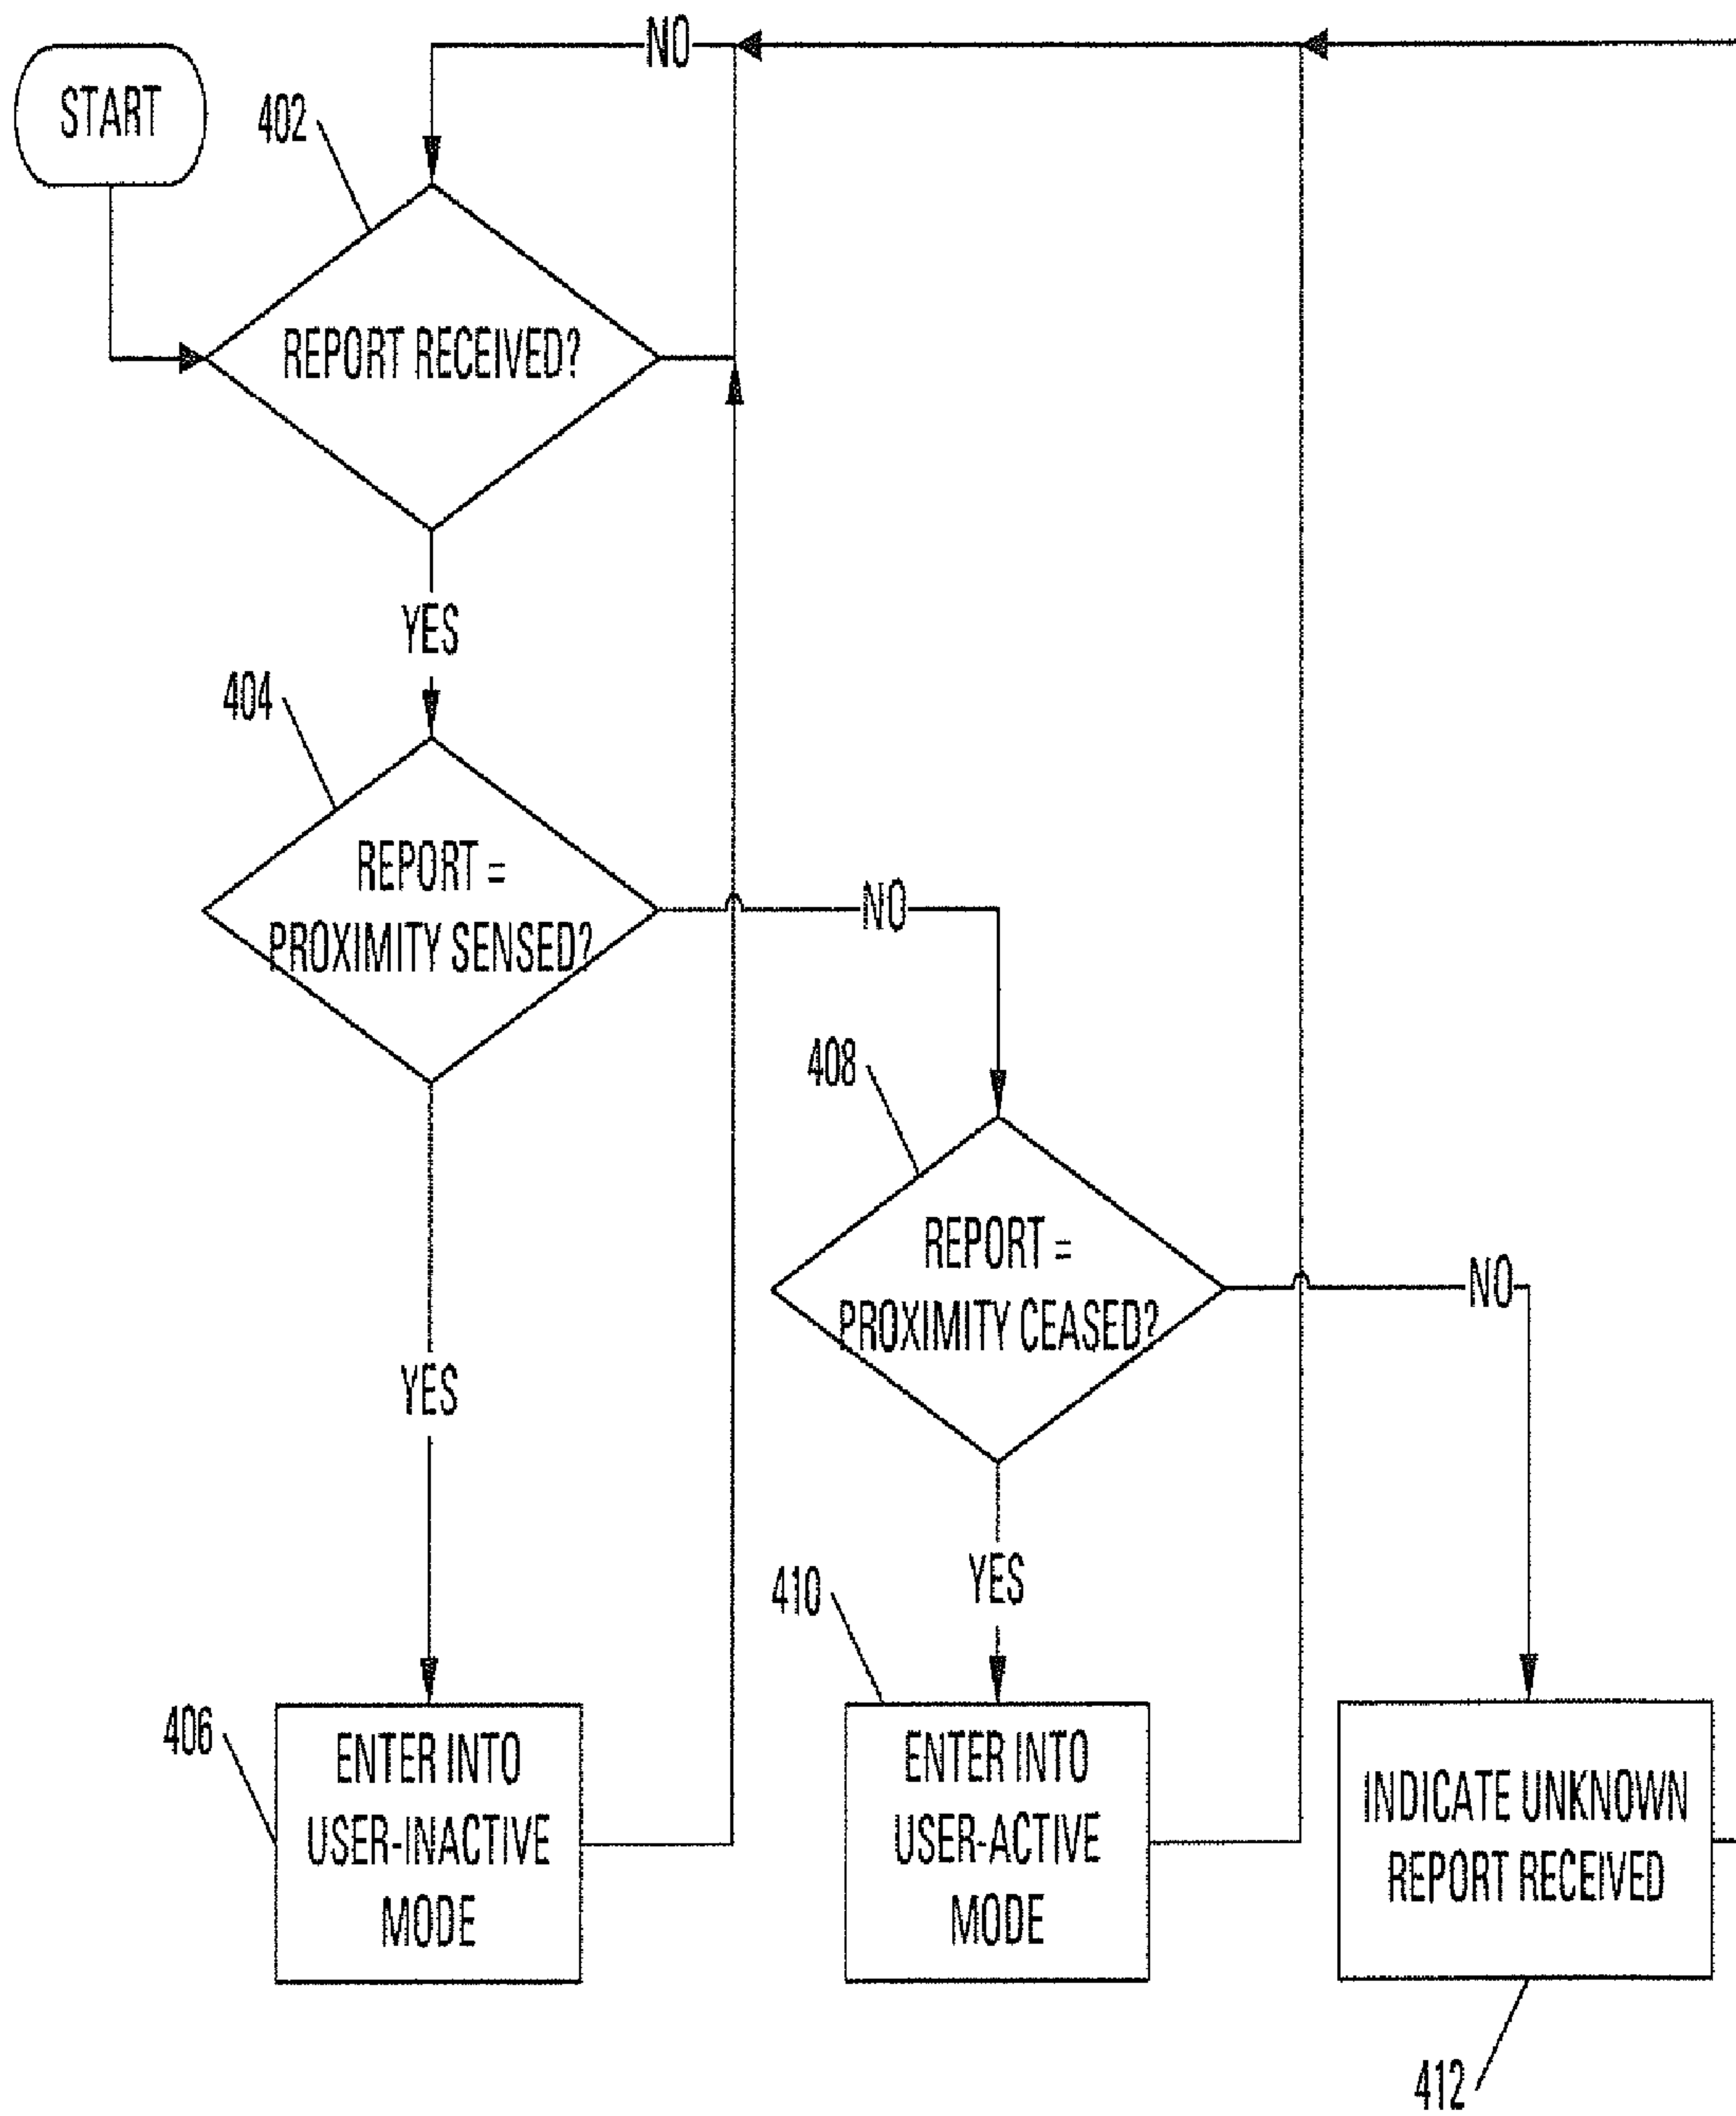 NO
START
402
REPORT RECEIVED?
YES
404
REPORT =
PROXIMITY SENSED?
NO
408
REPORT =
PROXIMITY CEASED?
NO
YES
YES
410
406
ENTER INTO
USER-INACTIVE
MODE
ENTER INTO
USER-ACTIVE
MODE
INDICATE UNKNOWN
REPORT RECEIVED
412